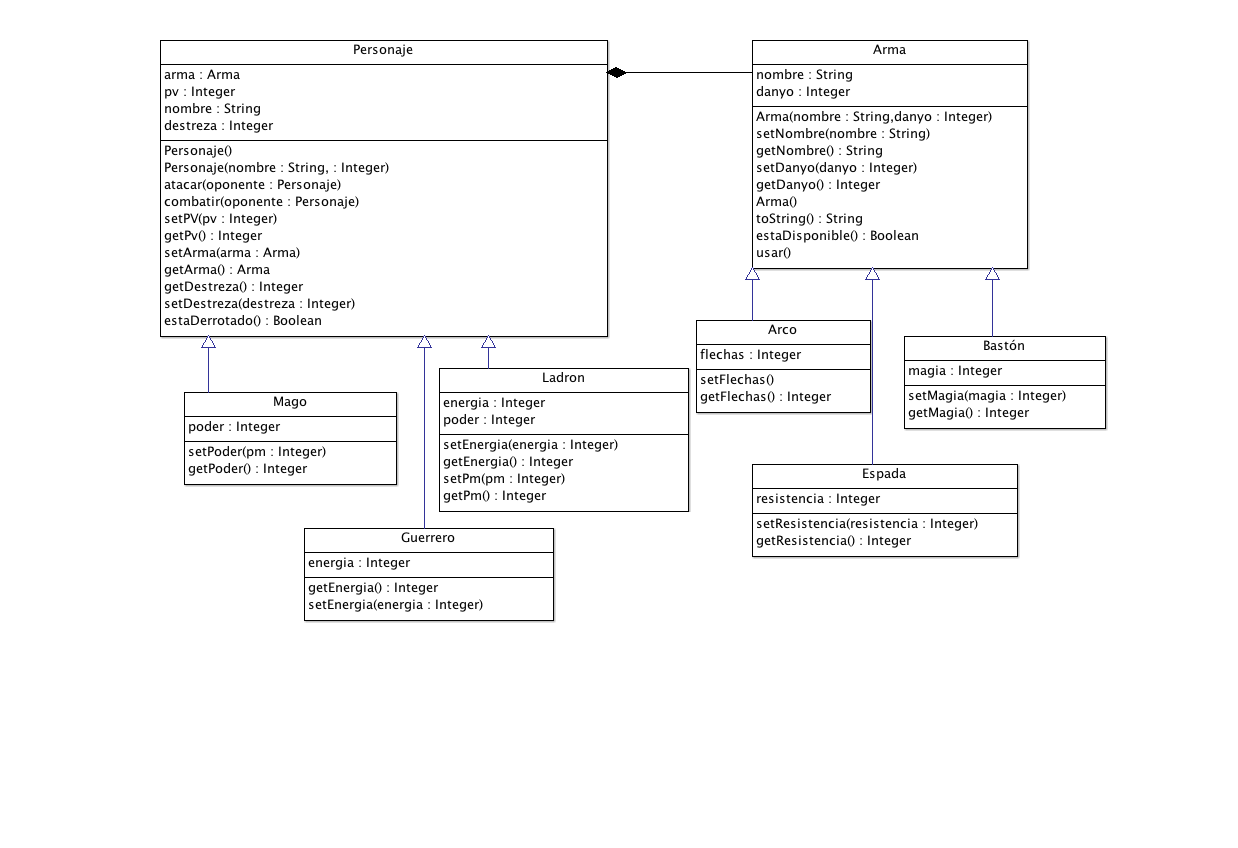 Personaje
arma : Arma
pv : Integer
nombre : String
destreza : Integer
Personaje()
Personaje(nombre : String, : Integer)
atacar(oponente : Personaje)
combatir(oponente : Personaje)
setPV(pv : Integer)
getPv() : Integer
setArma(arma : Arma)
getArma() : Arma
getDestreza() : Integer
setDestreza(destreza : Integer)
estaDerrotado() : Boolean
Arma
nombre : String
danyo : Integer
Arma(nombre : String,danyo : Integer)
setNombre(nombre : String)
getNombre() : String
setDanyo(danyo : Integer)
getDanyo() : Integer
Arma()
toString() : String
estaDisponible() : Boolean
usar()
Mago
poder : Integer
setPoder(pm : Integer)
getPoder() : Integer
Ladron
energia : Integer
poder : Integer
setEnergia(energia : Integer)
getEnergia() : Integer
setPm(pm : Integer)
getPm() : Integer
Guerrero
energia : Integer
getEnergia() : Integer
setEnergia(energia : Integer)
Arco
flechas : Integer
setFlechas()
getFlechas() : Integer
Bastón
magia : Integer
setMagia(magia : Integer)
getMagia() : Integer
Espada
resistencia : Integer
setResistencia(resistencia : Integer)
getResistencia() : Integer